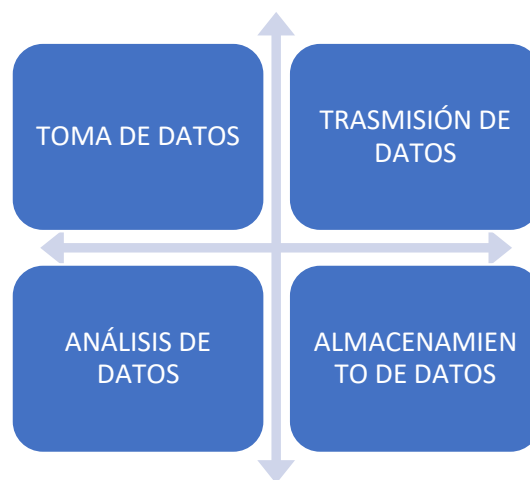 TOMA DE DATOS
TRASMISIÓN DE
DATOS
ANÁLISIS DE
DATOS
ALMACENAMIEN
TO DE DATOS